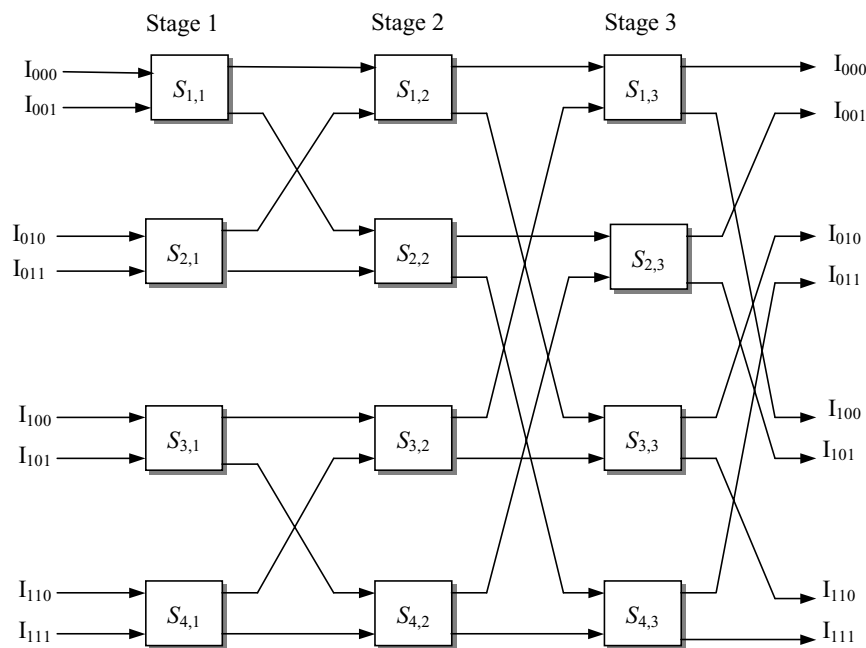 Stage 1 Stage 2 Stage 3
I000 S1,1 S1,2 S1,3 I000
I001 I001
I010 S2,1 S2,2 S2,3 I010
I011 I011
I100 S3,1 S3,2 S3,3 I100
I101 I101
I110 S4,1 S4,2 S4,3 I110
I111 I111